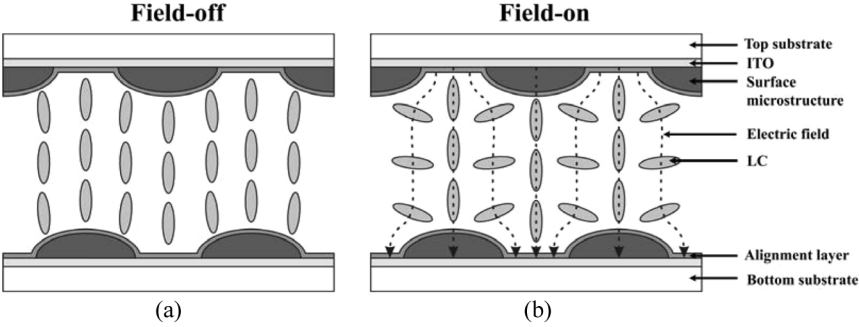 Field-off
Field-on
Top substrate
ITO
Surface
microstructure
Electric field
LC
Alignment layer
Bottom substrate
(a)
(b)